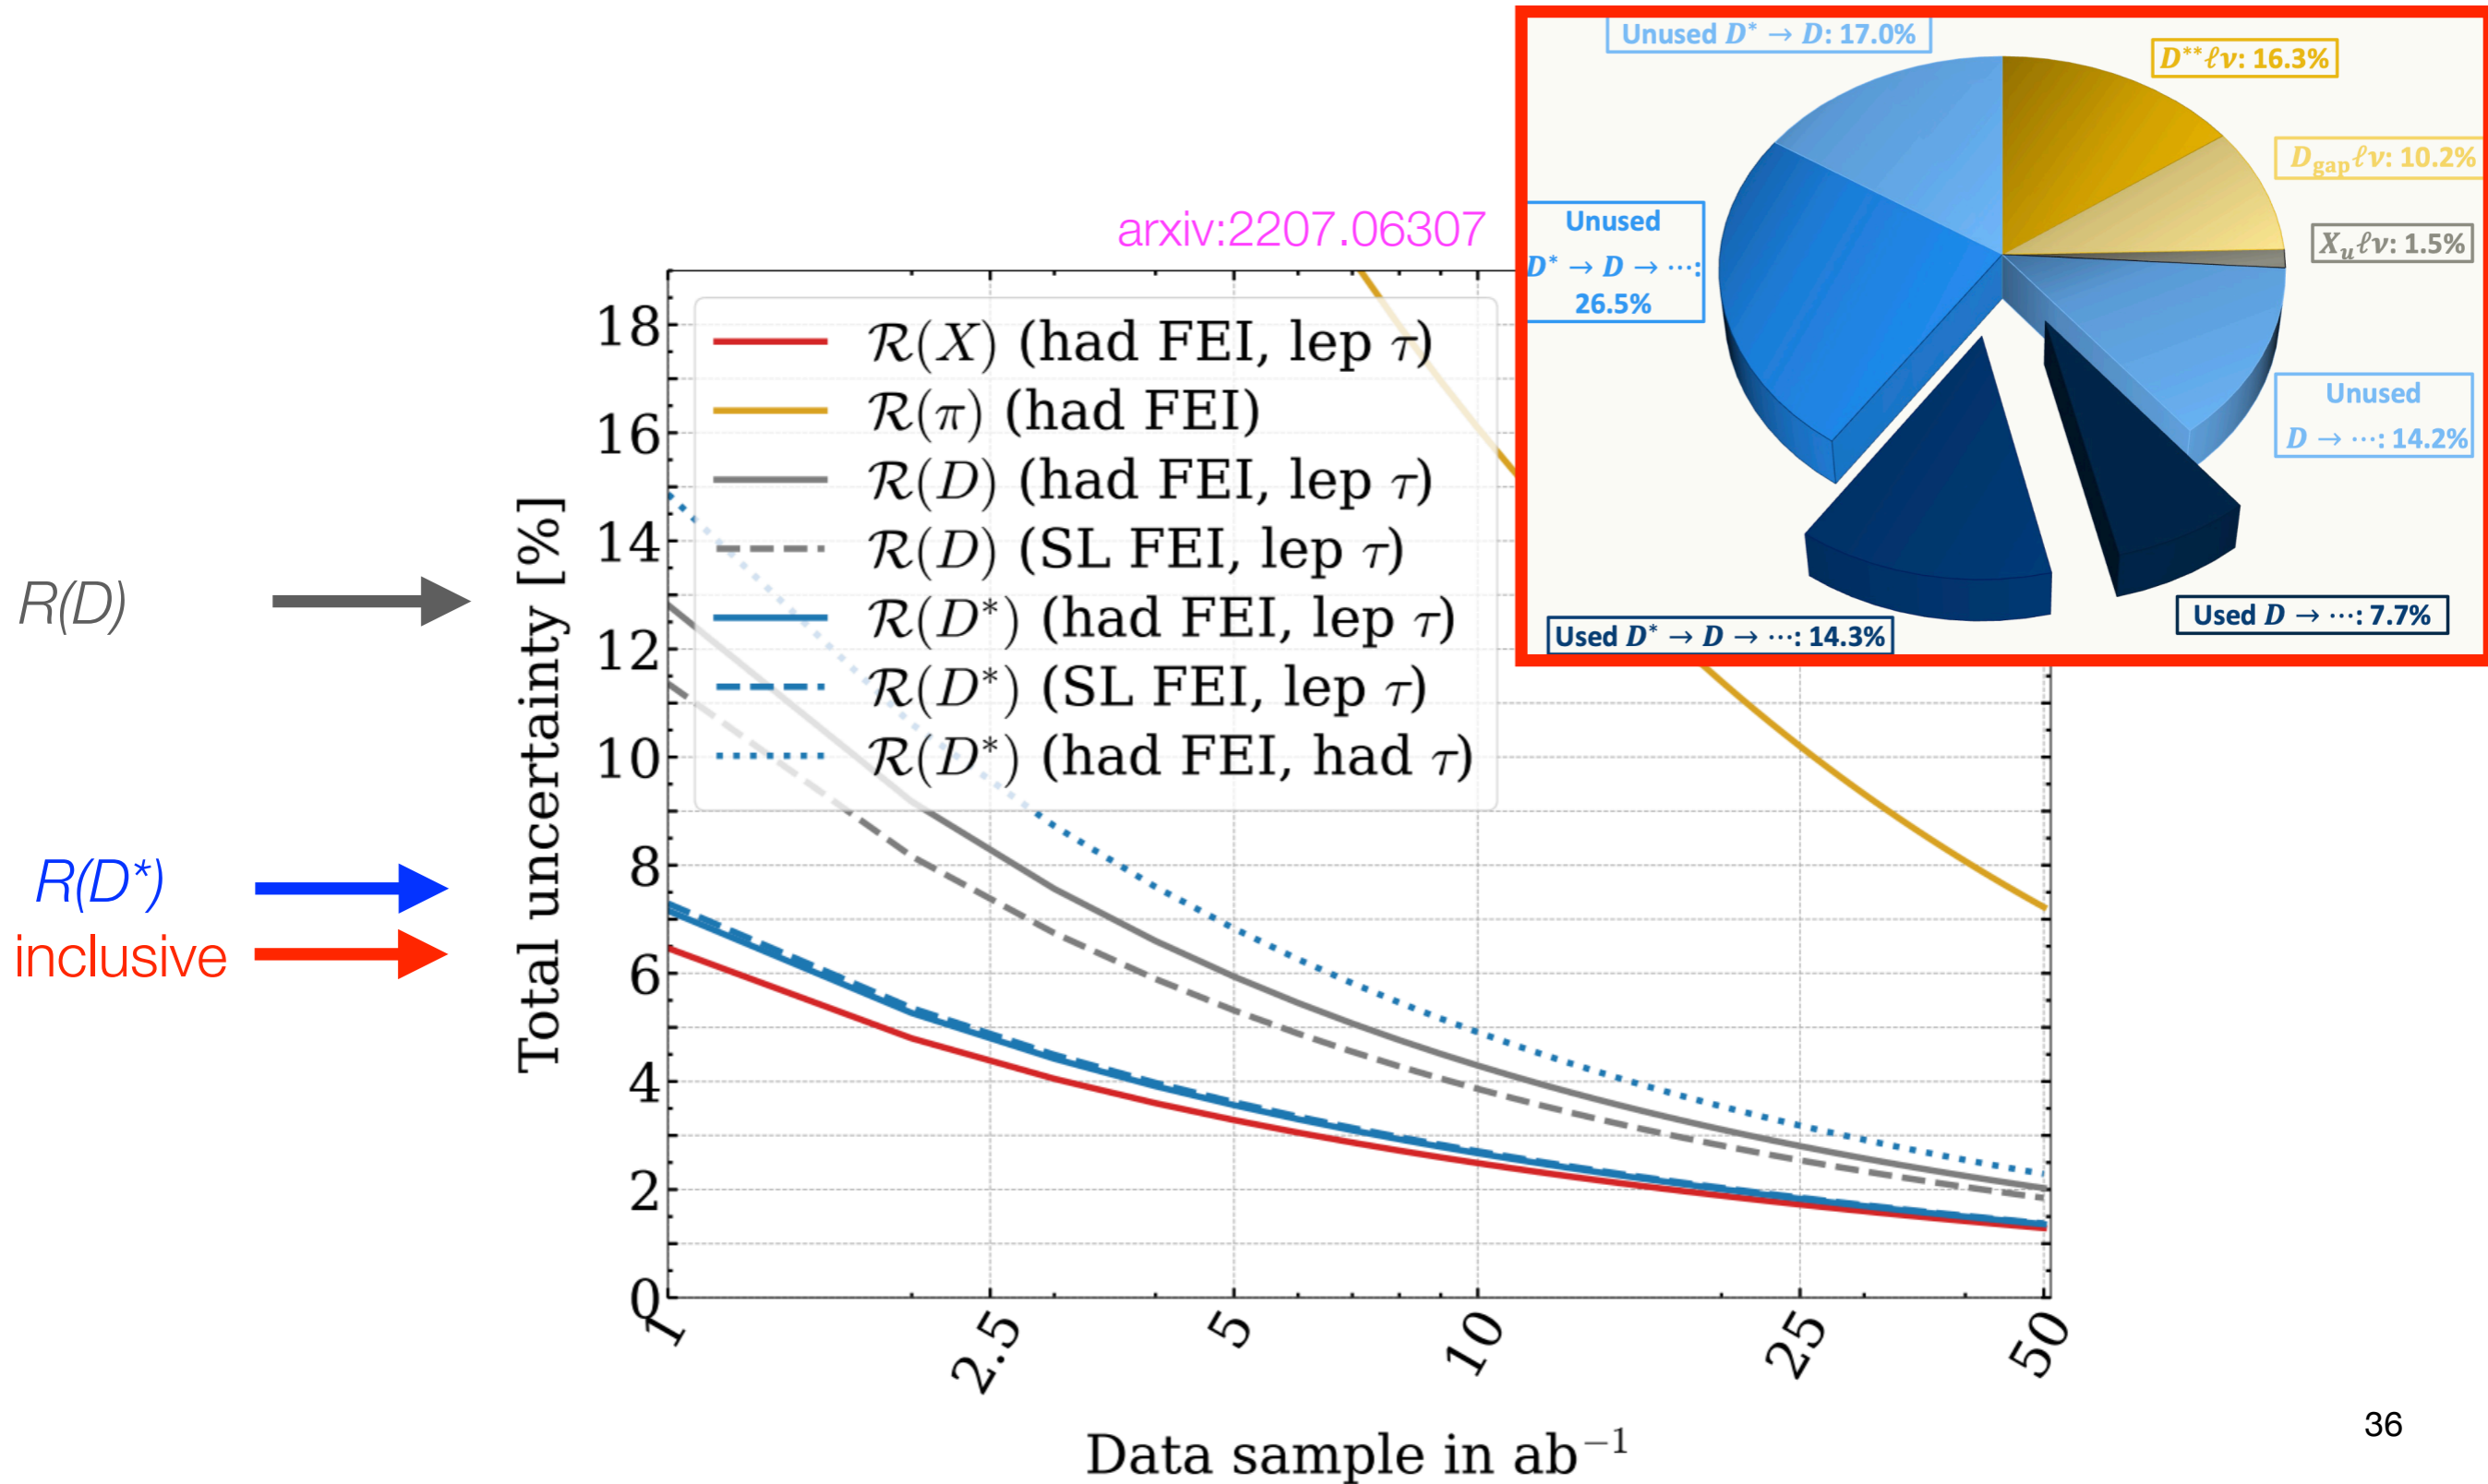 Unused D* → D: 17.0%
D**ℓν: 16.3%
D_gapℓν: 10.2%
X_uℓν: 1.5%
Unused
D* → D → ⋯:
26.5%
Unused
D → ⋯: 14.2%
Used D → ⋯: 7.7%
Used D* → D → ⋯: 14.3%
arxiv:2207.06307
R(X) (had FEI, lep τ)
R(π) (had FEI)
R(D) (had FEI, lep τ)
R(D) (SL FEI, lep τ)
R(D*) (had FEI, lep τ)
R(D*) (SL FEI, lep τ)
R(D*) (had FEI, had τ)
R(D)
R(D*)
inclusive
Total uncertainty [%]
18
16
14
12
10
8
6
4
2
0
1
2.5
5
10
25
50
Data sample in ab⁻¹
36